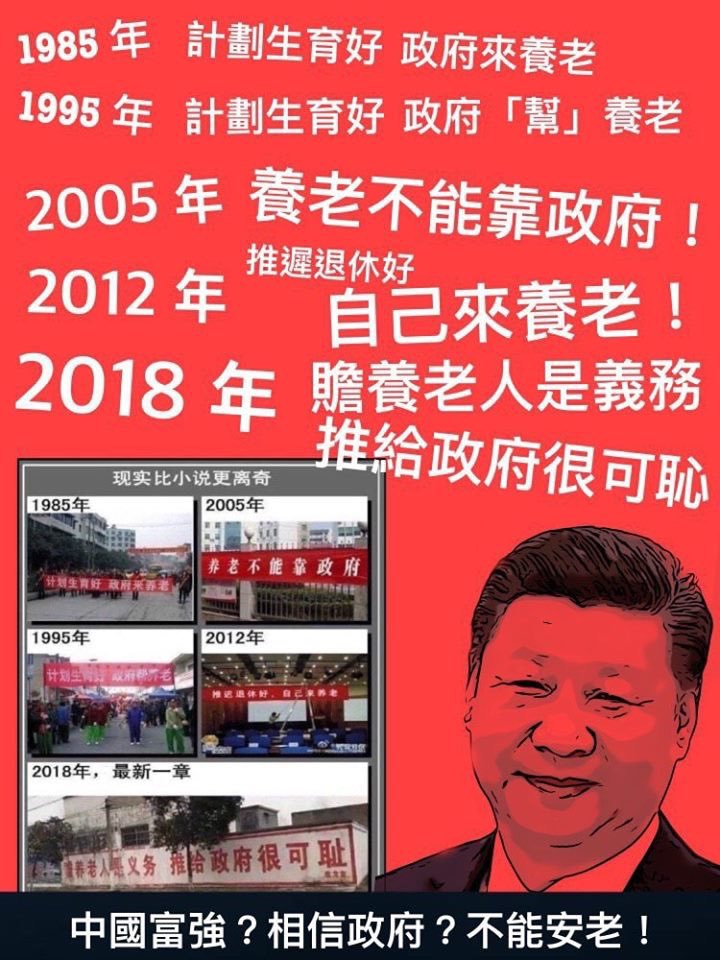 1985 年 計劃生育好 政府來養老
1995 年 計劃生育好 政府「幫」養老
2005 年 養老不能靠政府！
2012 年 推遲退休好
自己來養老！
2018 年 贍養老人是義務
推給政府很可恥
现实比小说更离奇
1985年
计划生育好 政府来养老
2005年
养老不能靠政府
1995年
计划生育好 政府帮养老
2012年
推迟退休好、自己来养老
2018年，最新一章
养老人是义务 推给政府很可耻
中國富強？相信政府？不能安老！